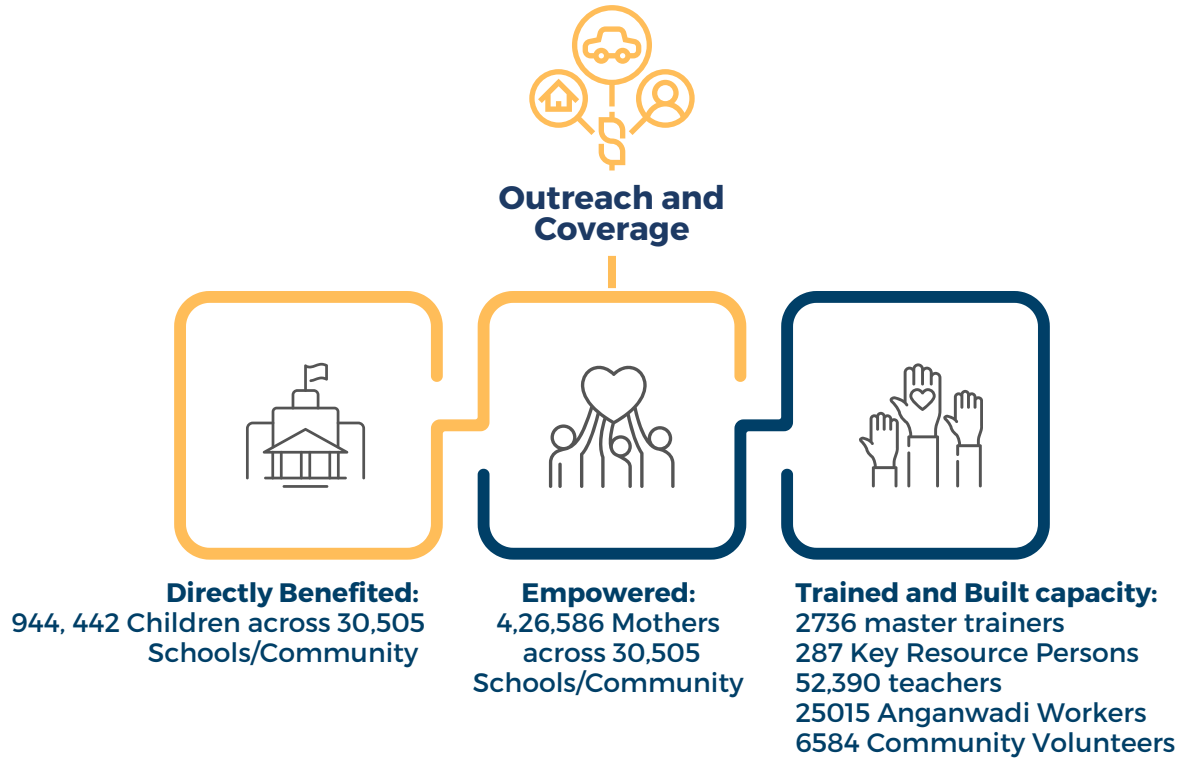 Outreach and
Coverage
Directly Benefited:
944, 442 Children across 30,505
Schools/Community
Empowered:
4,26,586 Mothers
across 30,505
Schools/Community
Trained and Built capacity:
2736 master trainers
287 Key Resource Persons
52,390 teachers
25015 Anganwadi Workers
6584 Community Volunteers